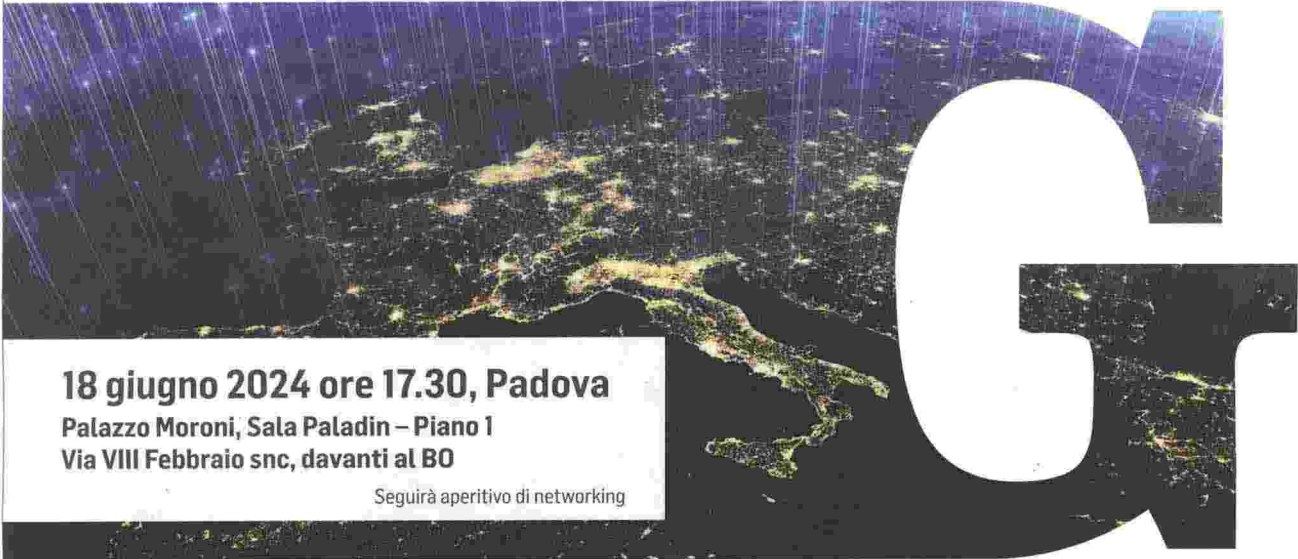 18 giugno 2024 ore 17.30, Padova
Palazzo Moroni, Sala Paladin – Piano 1
Via VIII Febbraio snc, davanti al BO
Seguirà aperitivo di networking
G